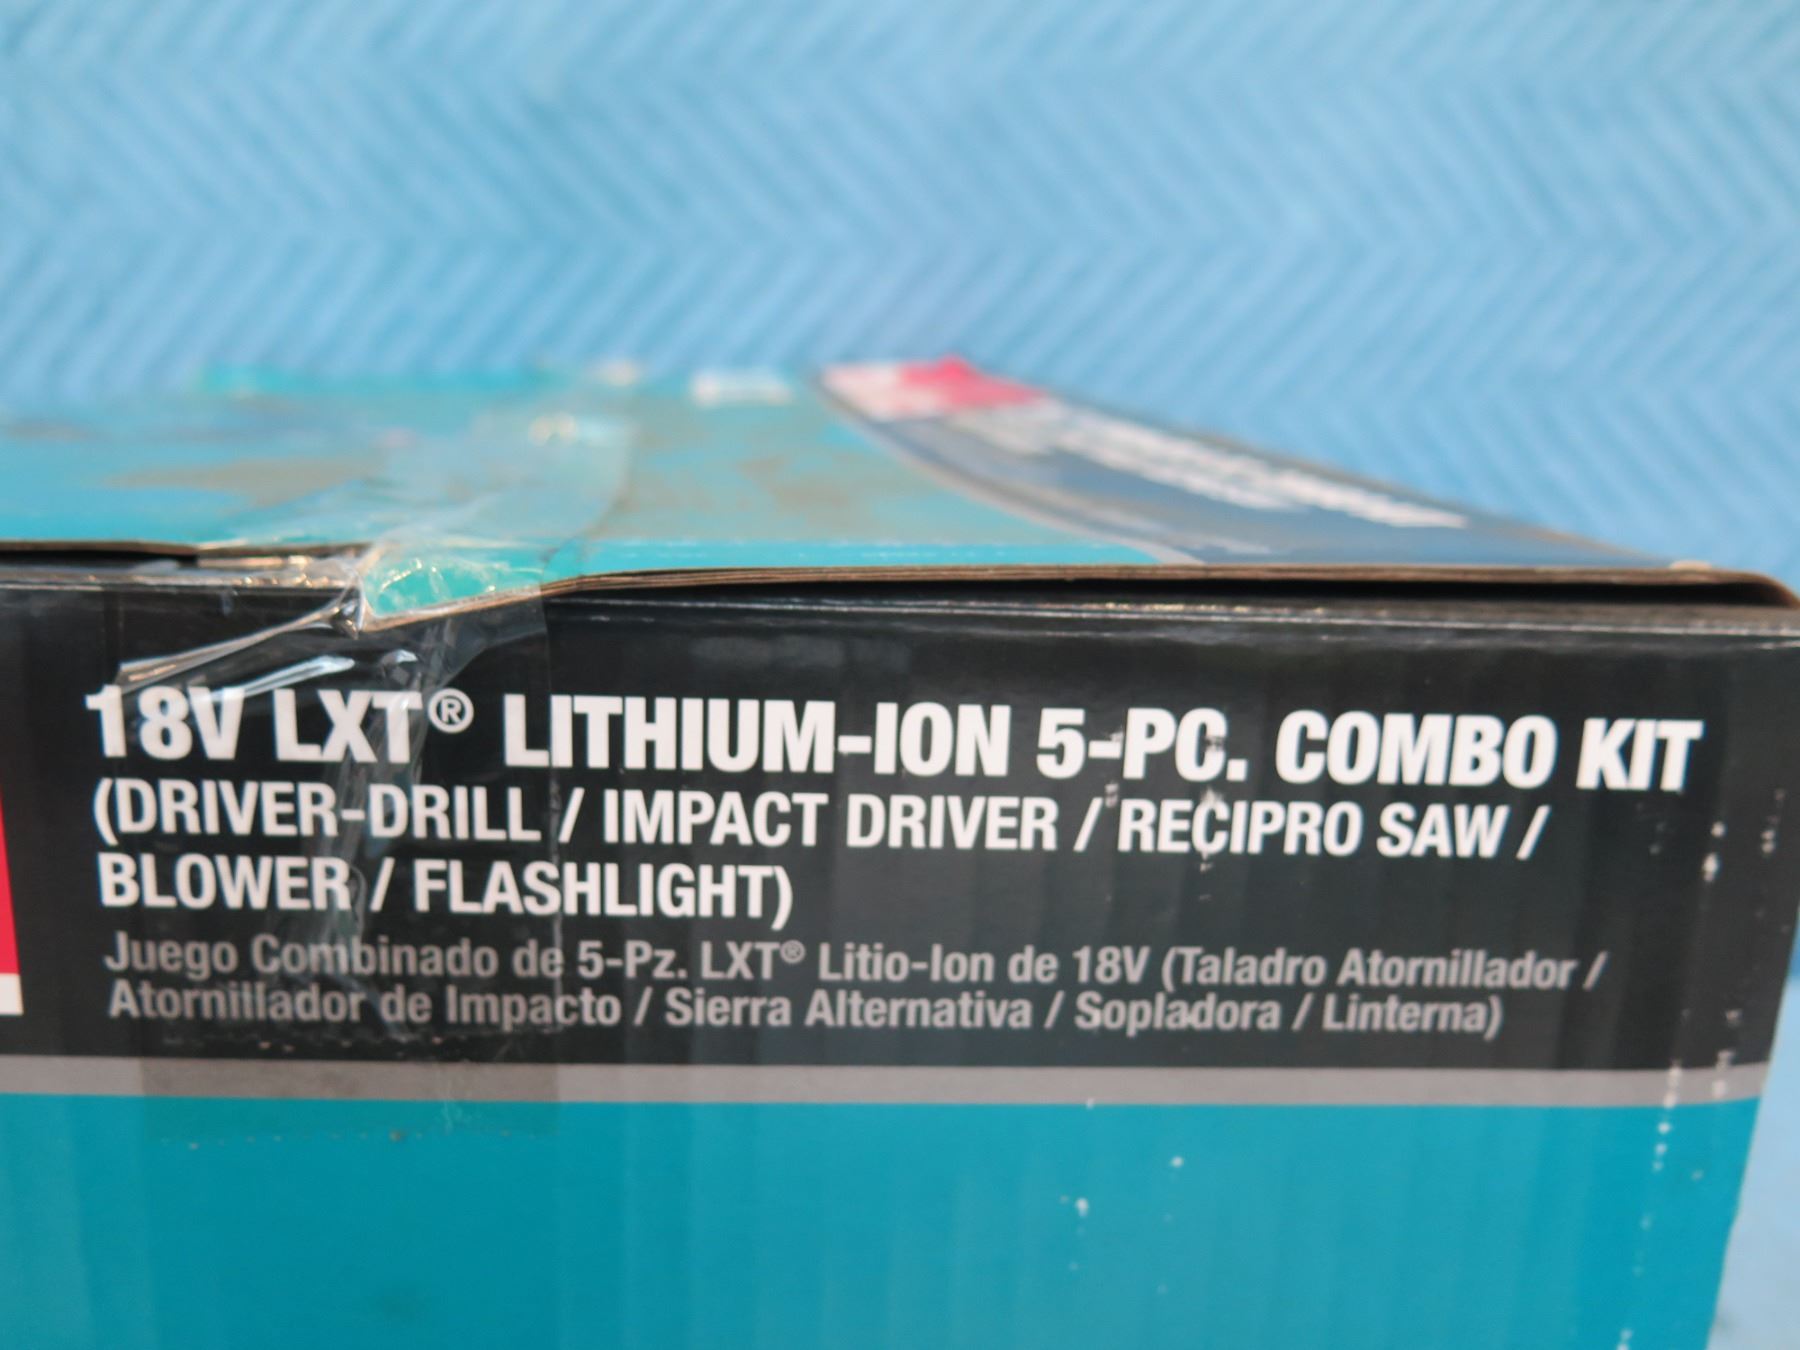 18V LXT® LITHIUM-ION 5-PC. COMBO KIT
(DRIVER-DRILL / IMPACT DRIVER / RECIPRO SAW /
BLOWER / FLASHLIGHT)
Juego Combinado de 5-Pz. LXT® Litio-Ion de 18V (Taladro Atornillador /
Atornillador de Impacto / Sierra Alternativa / Sopladora / Linterna)